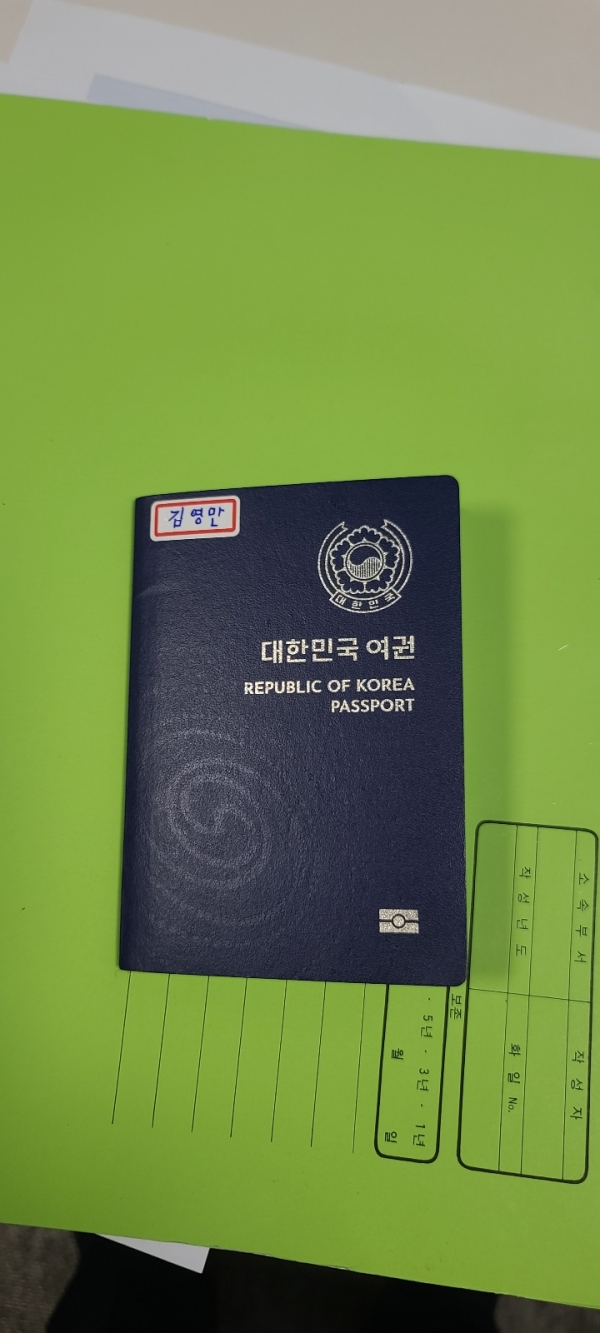 김영만
대한민국
대한민국 여권
REPUBLIC OF KOREA
PASSPORT
소속부서
작성자
작성년도
화일 No.
보존
· 5년 · 3년 · 1년
월 일